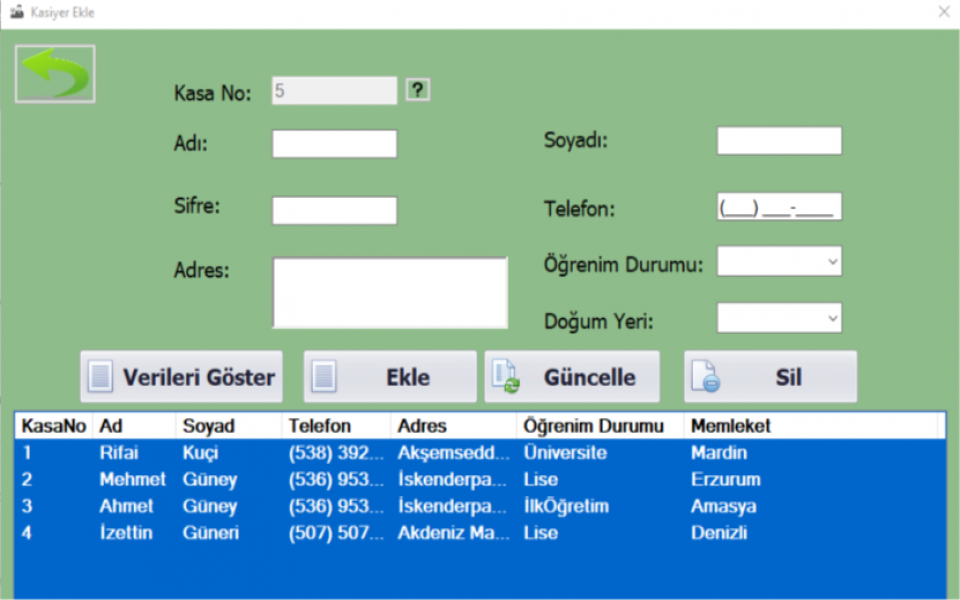 Kasiyer Ekle
Kasa No: 5 ?
Adı:
Soyadı:
Sifre:
Telefon: (___) ___-____
Adres:
Öğrenim Durumu:
Doğum Yeri:
Verileri Göster Ekle Güncelle Sil
KasaNo Ad Soyad Telefon Adres Öğrenim Durumu Memleket
1 Rifai Kuçi (538) 392... Akşemsedd... Üniversite Mardin
2 Mehmet Güney (536) 953... İskenderpa... Lise Erzurum
3 Ahmet Güney (536) 953... İskenderpa... İlkÖğretim Amasya
4 İzettin Güneri (507) 507... Akdeniz Ma... Lise Denizli